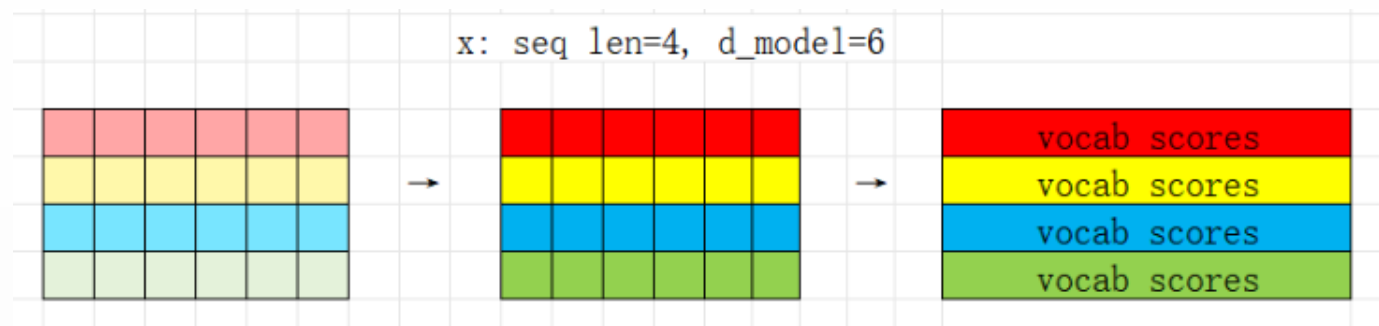 x: seq len=4, d_model=6
→
→
vocab scores
vocab scores
vocab scores
vocab scores